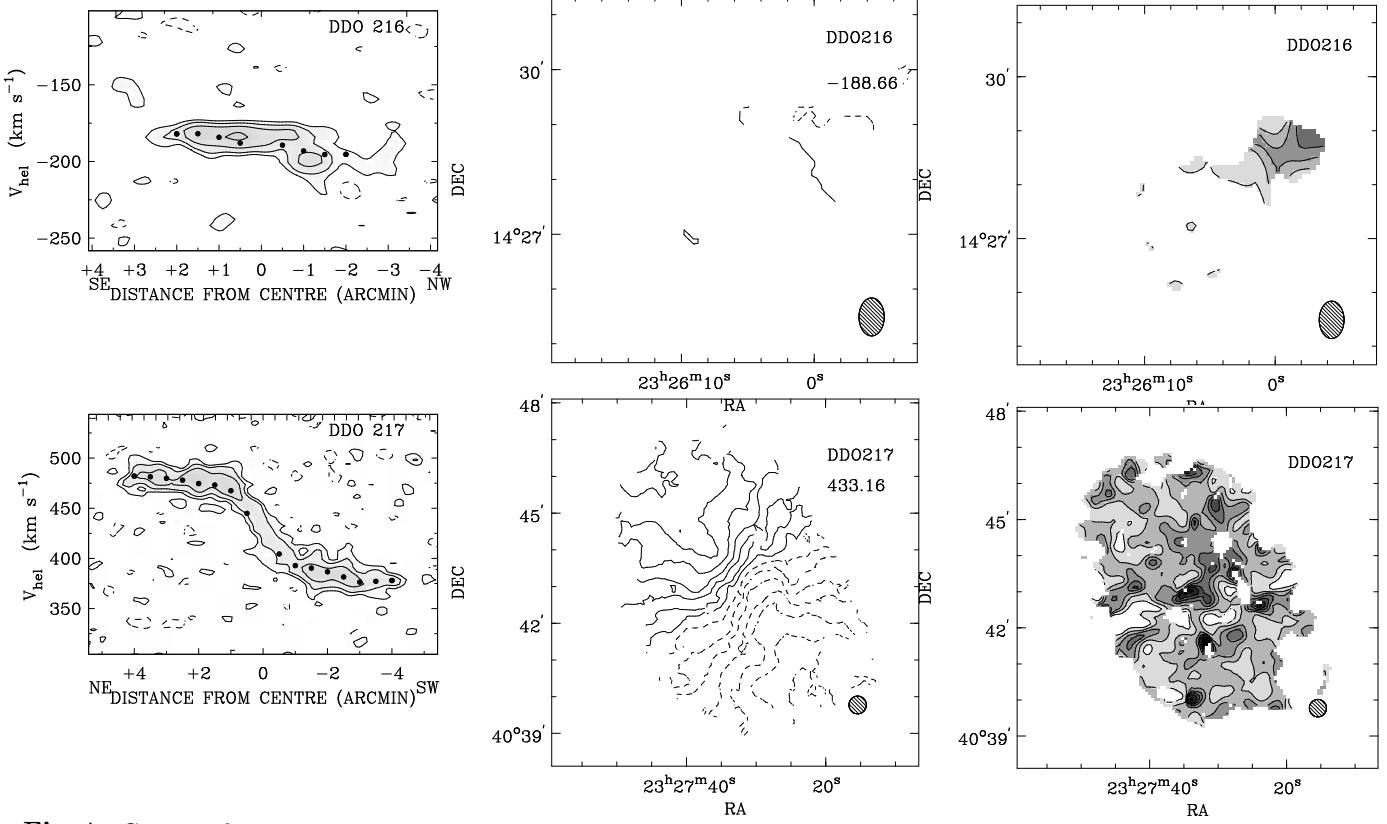 DDO 216
V_hel (km s⁻¹)
−150
−200
−250
+4 +3 +2 +1 0 −1 −2 −3 −4
SE DISTANCE FROM CENTRE (ARCMIN) NW
DDO216
−188.66
30′
14°27′
DEC
23ʰ26ᵐ10ˢ 0ˢ
RA
DDO216
30′
14°27′
DEC
23ʰ26ᵐ10ˢ 0ˢ
RA
DDO 217
V_hel (km s⁻¹)
500
450
400
350
+4 +2 0 −2 −4
NE DISTANCE FROM CENTRE (ARCMIN) SW
DDO217
433.16
48′
45′
42′
40°39′
DEC
23ʰ27ᵐ40ˢ 20ˢ
RA
DDO217
48′
45′
42′
40°39′
DEC
23ʰ27ᵐ40ˢ 20ˢ
RA